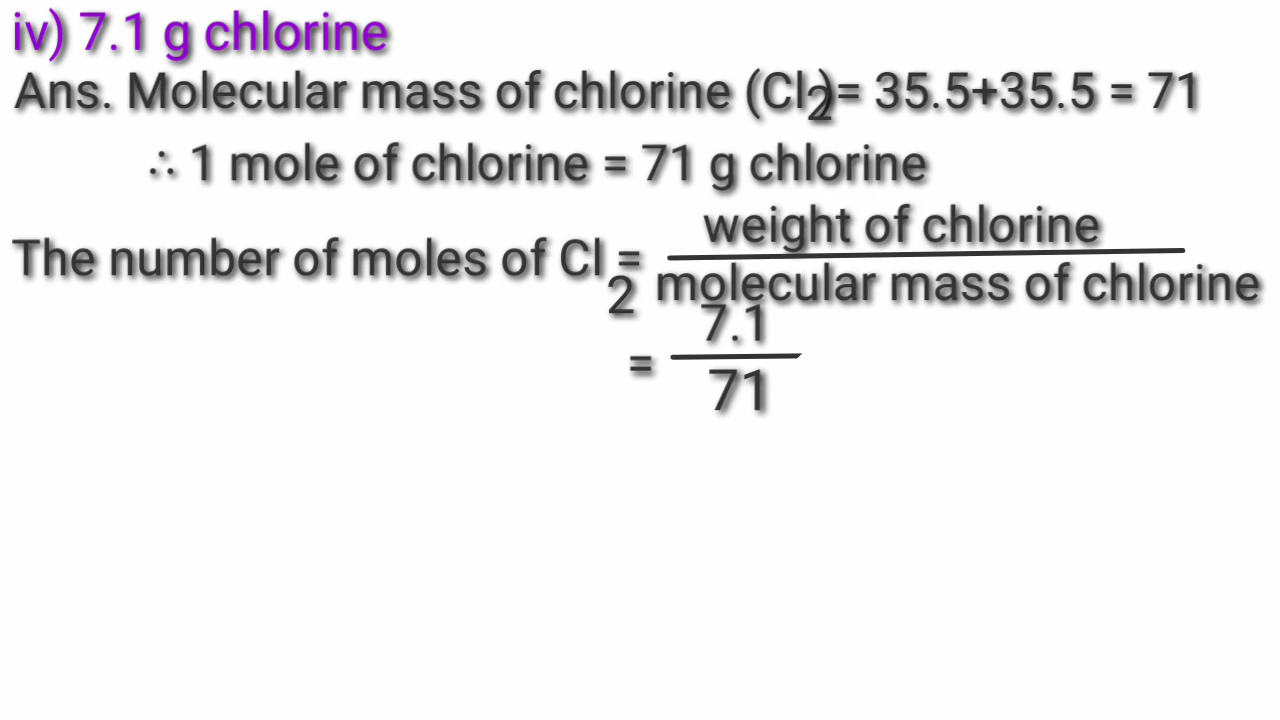 iv) 7.1 g chlorine
Ans. Molecular mass of chlorine (Cl₂)= 35.5+35.5 = 71
∴ 1 mole of chlorine = 71 g chlorine
weight of chlorine
The number of moles of Cl₂ =
molecular mass of chlorine
7.1
=
71